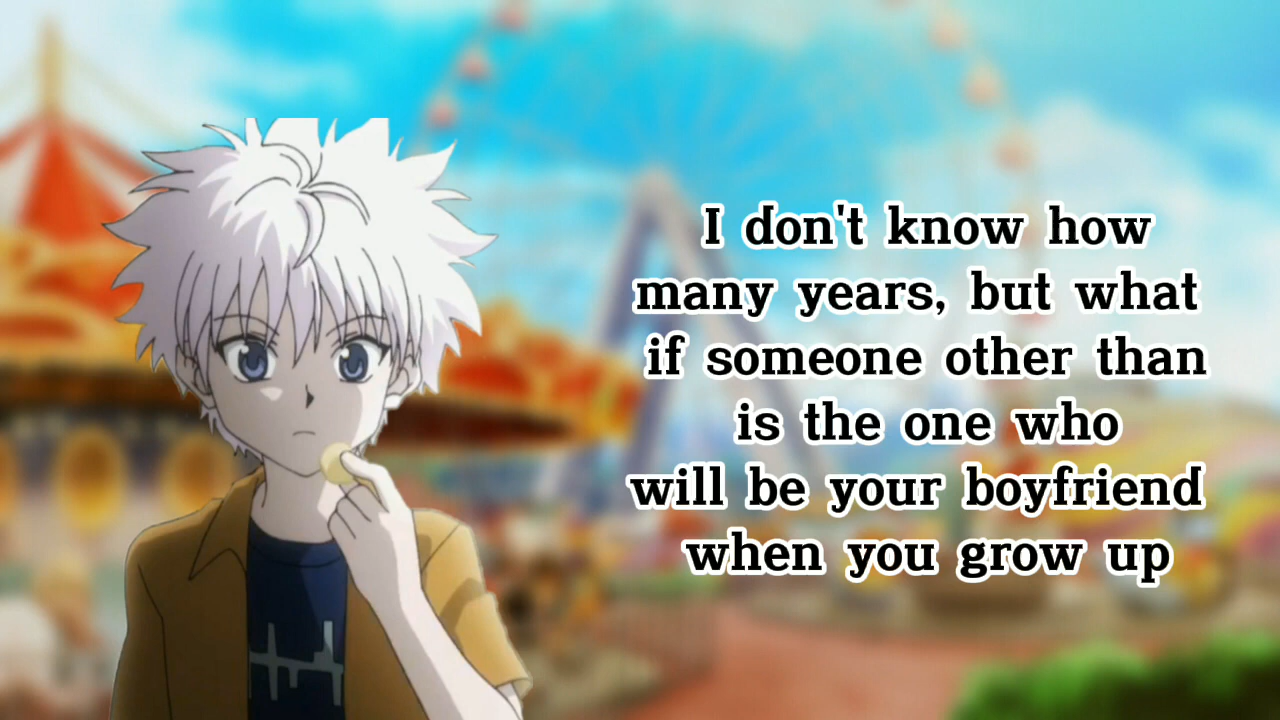 I don't know how
many years, but what
if someone other than
is the one who
will be your boyfriend
when you grow up